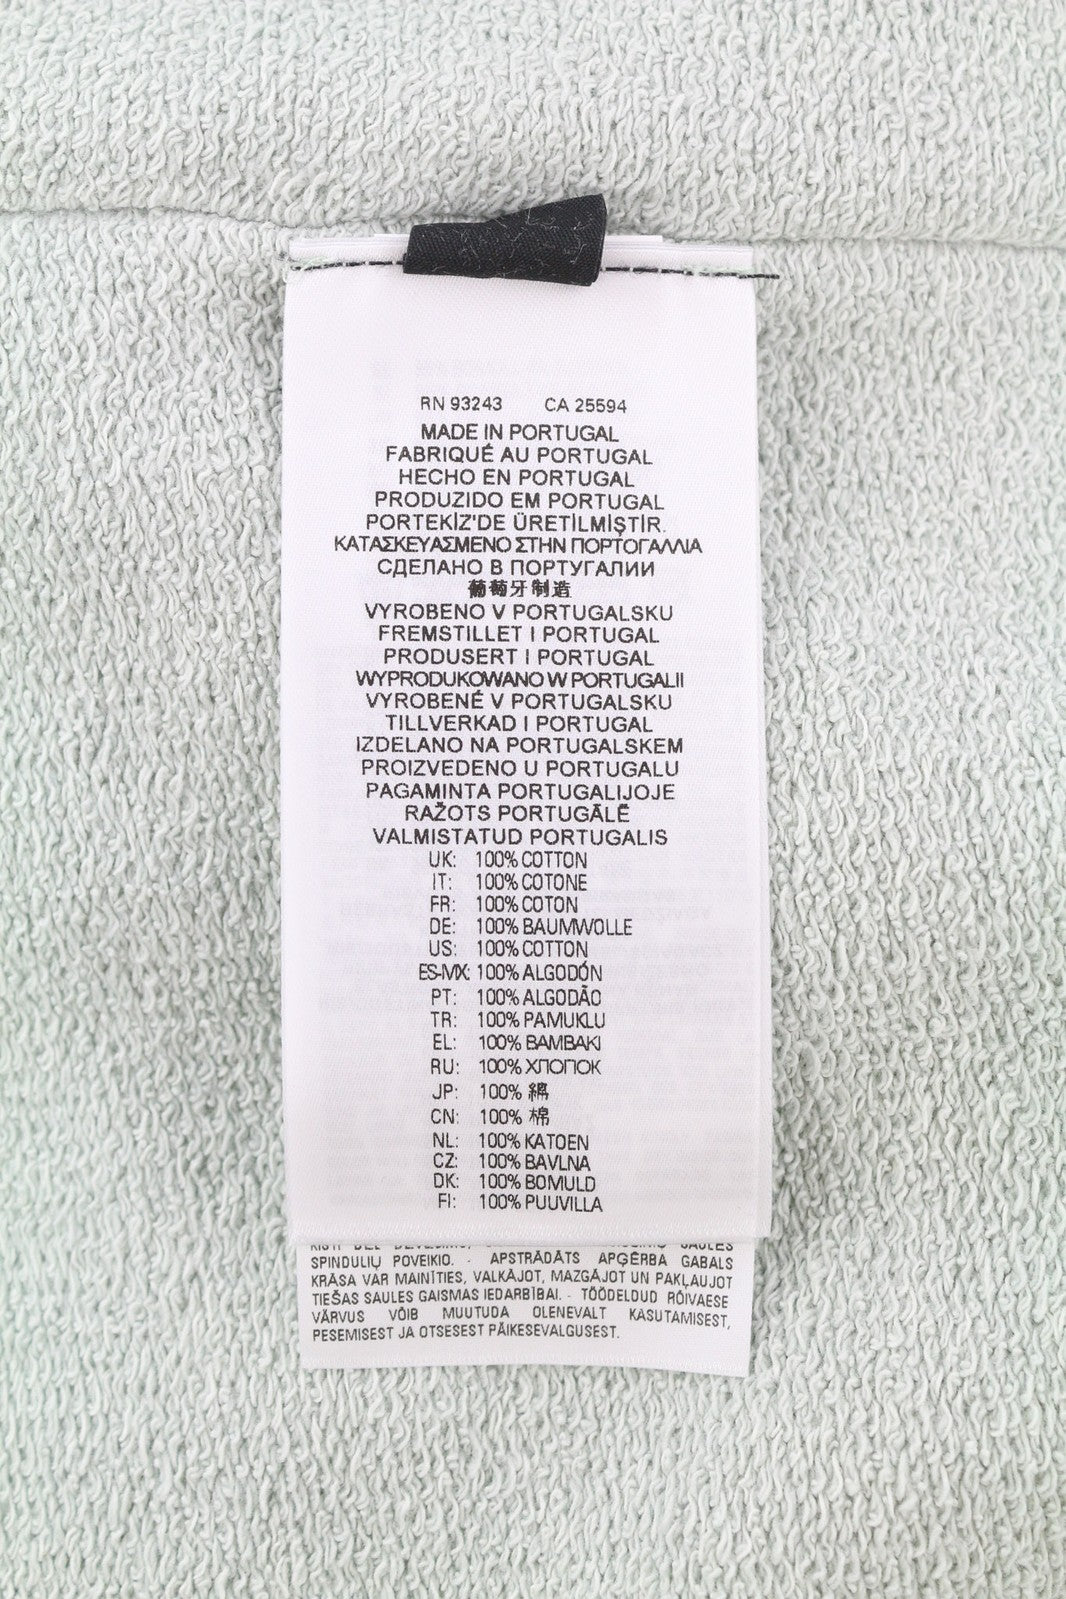 RN 93243 CA 25594
MADE IN PORTUGAL
FABRIQUÉ AU PORTUGAL
HECHO EN PORTUGAL
PRODUZIDO EM PORTUGAL
PORTEKİZ'DE ÜRETİLMİŞTİR.
ΚΑΤΑΣΚΕΥΑΣΜΕΝΟ ΣΤΗΝ ΠΟΡΤΟΓΑΛΛΙΑ
СДЕЛАНО В ПОРТУГАЛИИ
葡萄牙制造
VYROBENO V PORTUGALSKU
FREMSTILLET I PORTUGAL
PRODUSERT I PORTUGAL
WYPRODUKOWANO W PORTUGALII
VYROBENÉ V PORTUGALSKU
TILLVERKAD I PORTUGAL
IZDELANO NA PORTUGALSKEM
PROIZVEDENO U PORTUGALU
PAGAMINTA PORTUGALIJOJE
RAŽOTS PORTUGĀLĒ
VALMISTATUD PORTUGALIS
UK: 100% COTTON
IT: 100% COTONE
FR: 100% COTON
DE: 100% BAUMWOLLE
US: 100% COTTON
ES-MX: 100% ALGODÓN
PT: 100% ALGODÃO
TR: 100% PAMUKLU
EL: 100% BAMBAKI
RU: 100% ХЛОПОК
JP: 100% 綿
CN: 100% 棉
NL: 100% KATOEN
CZ: 100% BAVLNA
DK: 100% BOMULD
FI: 100% PUUVILLA
SAULĖS
SPINDULIŲ POVEIKIO. - APSTRĀDĀTS APĢĒRBA GABALS
KRĀSA VAR MAINĪTIES, VALKĀJOT, MAZGĀJOT UN PAKĻAUJOT
TIEŠAS SAULES GAISMAS IEDARBĪBAI. - TÖÖDELDUD RÕIVAESE
VÄRVUS VÕIB MUUTUDA OLENEVALT KASUTAMISEST,
PESEMISEST JA OTSESEST PÄIKESEVALGUSEST.